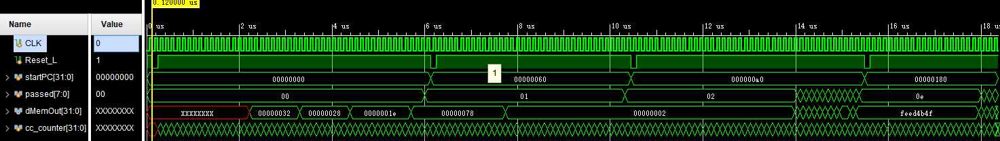 0.120000 us
Name Value
0 us 2 us 4 us 6 us 8 us 10 us 12 us 14 us 16 us 18 us
CLK 0
Reset_L 1
1
startPC[31:0] 00000000 00000000 00000060 000000a0 00000180
passed[7:0] 00 00 01 02 0e
dMemOut[31:0] XXXXXXXX XXXXXXXX 00000032 00000028 0000001e 00000078 00000002 feed4b4f
cc_counter[31:0] XXXXXXXX